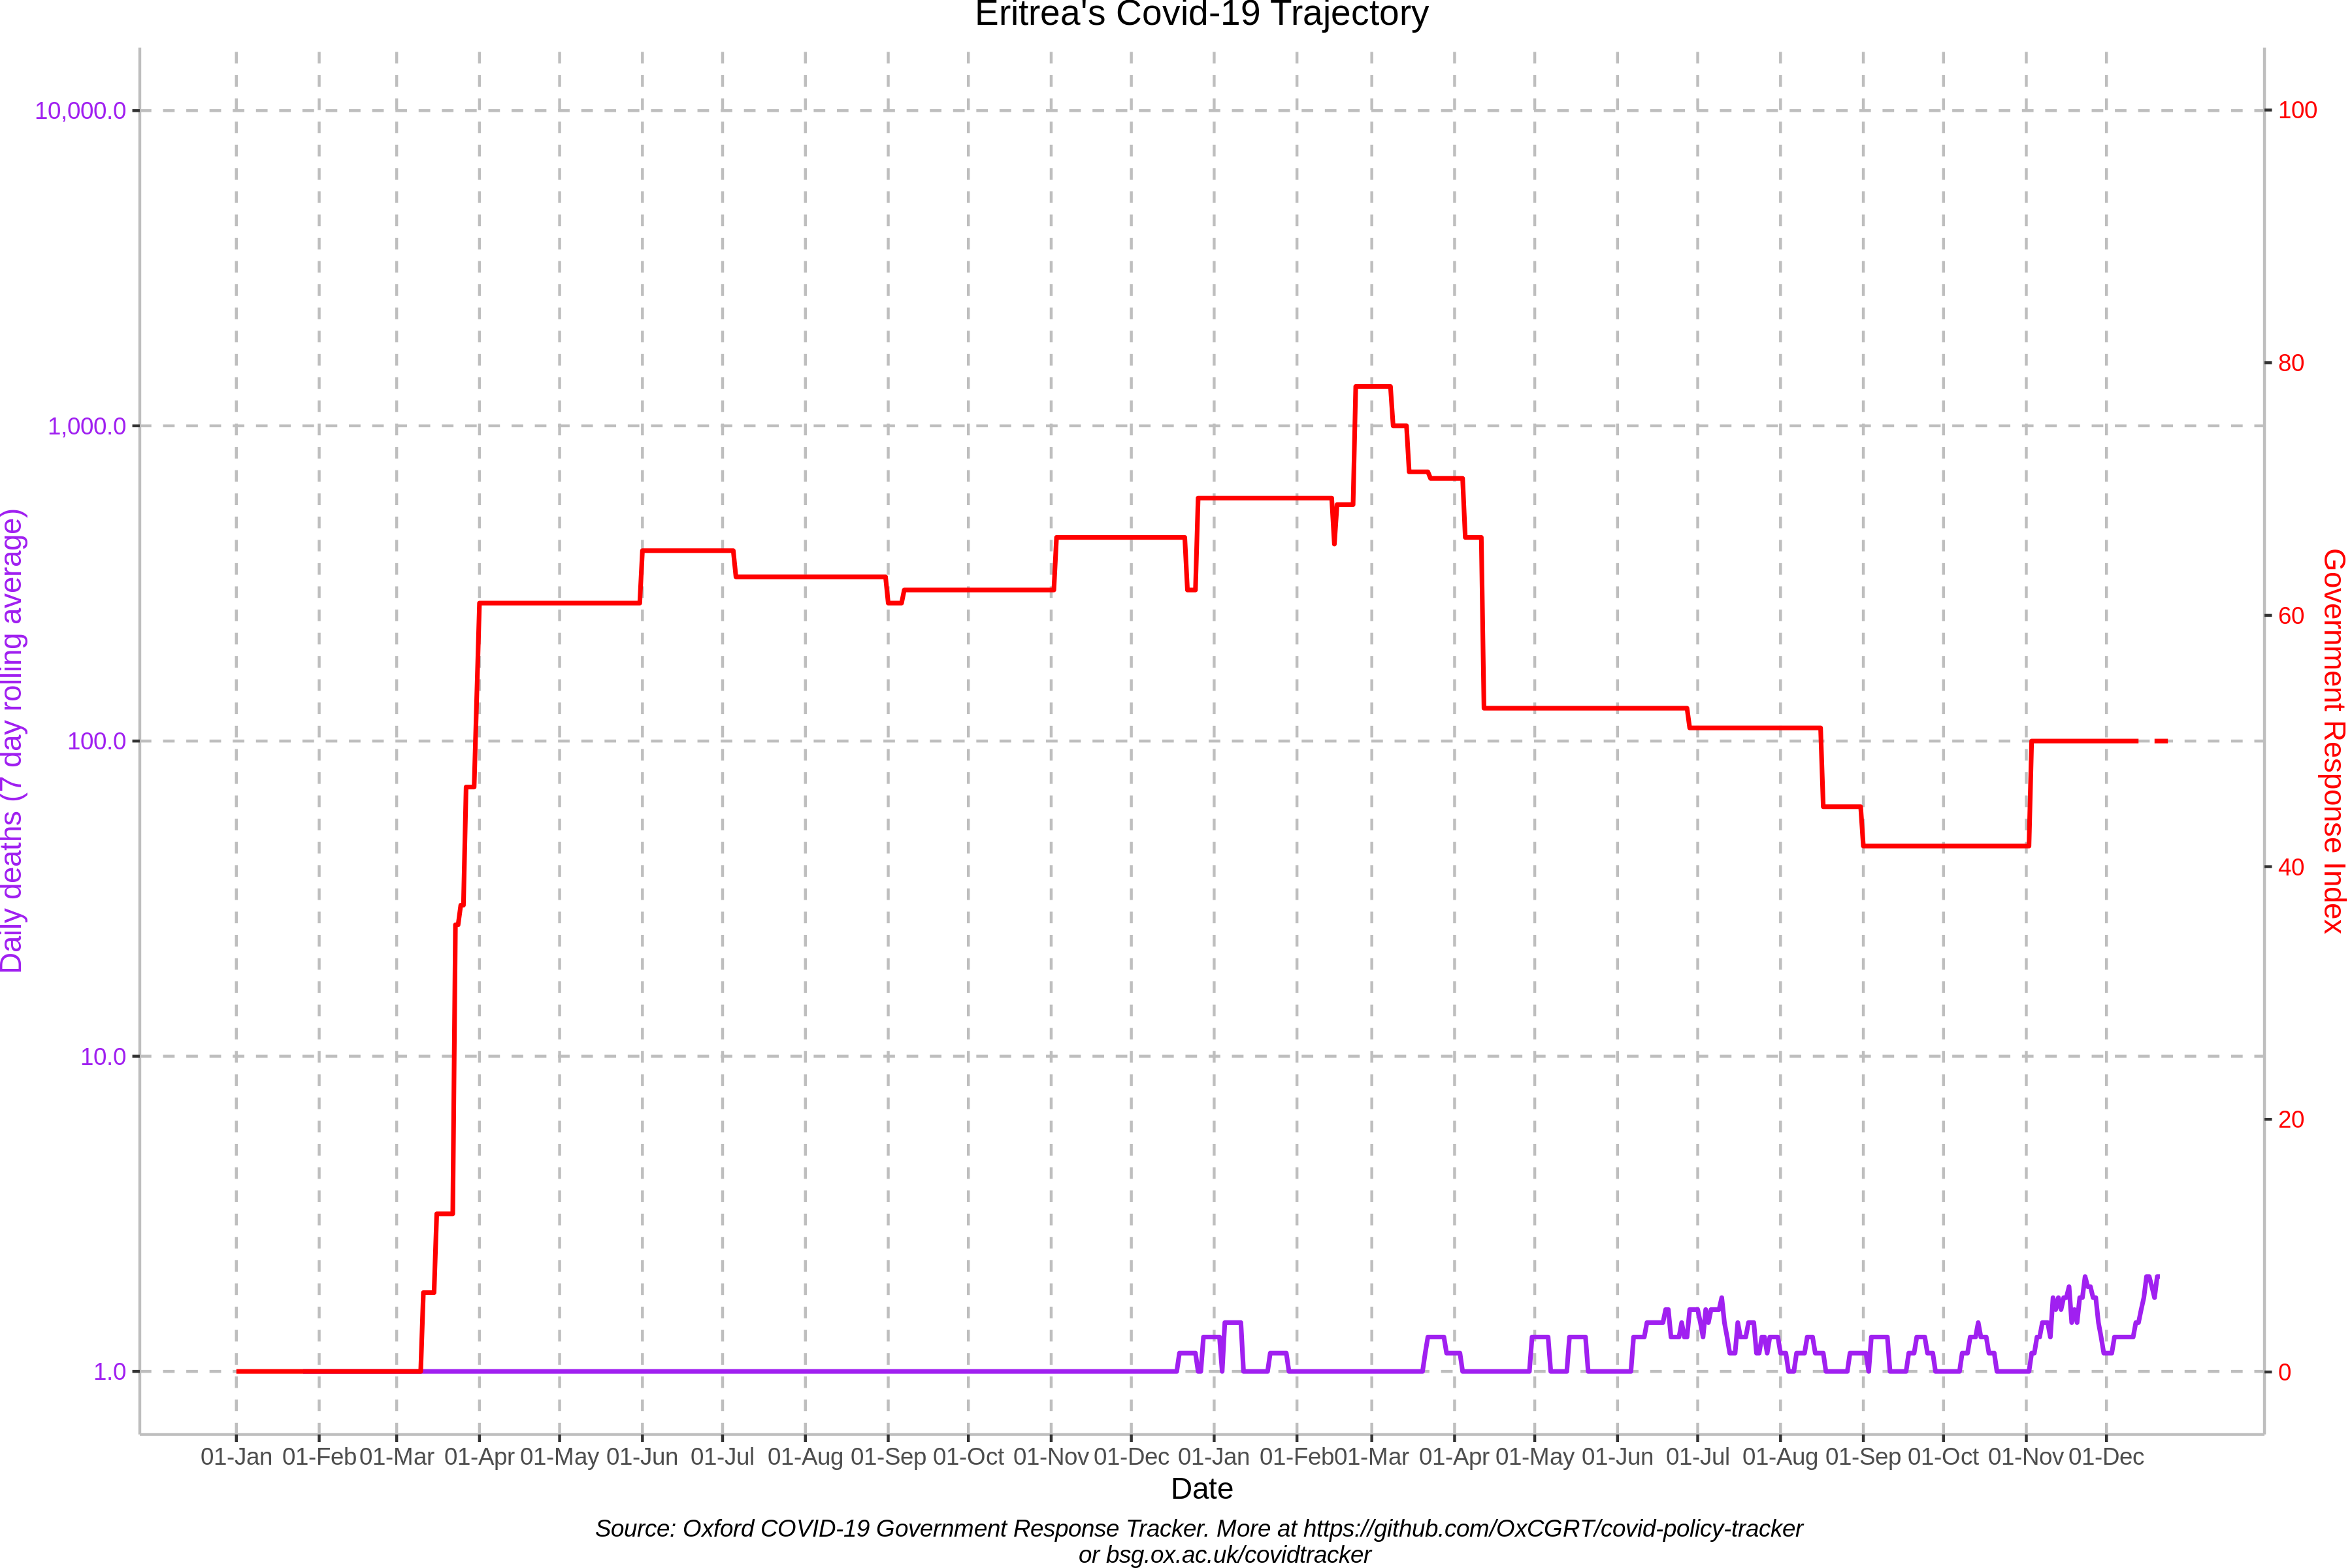 Eritrea's Covid-19 Trajectory
10,000.0
1,000.0
100.0
10.0
1.0
Daily deaths (7 day rolling average)
100
80
60
40
20
0
Government Response Index
01-Jan 01-Feb 01-Mar 01-Apr 01-May 01-Jun 01-Jul 01-Aug 01-Sep 01-Oct 01-Nov 01-Dec 01-Jan 01-Feb 01-Mar 01-Apr 01-May 01-Jun 01-Jul 01-Aug 01-Sep 01-Oct 01-Nov 01-Dec
Date
Source: Oxford COVID-19 Government Response Tracker. More at https://github.com/OxCGRT/covid-policy-tracker
or bsg.ox.ac.uk/covidtracker